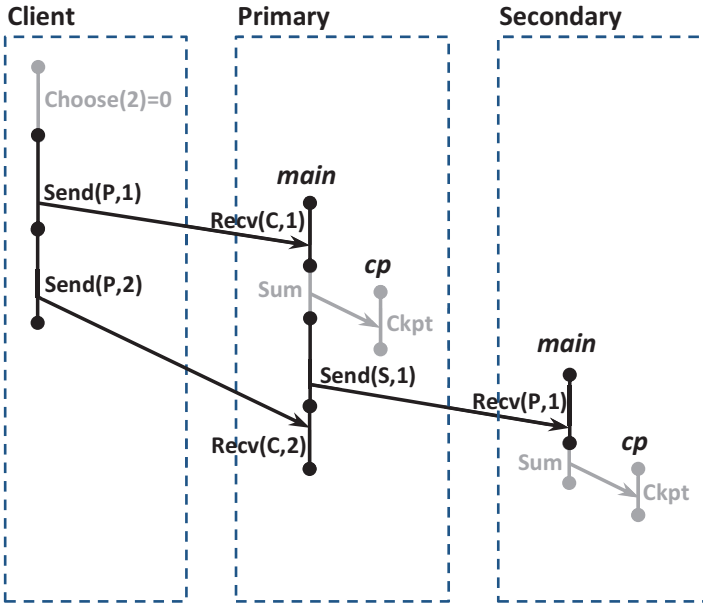 Client
Primary
Secondary
Choose(2)=0
main
Send(P,1)
Recv(C,1)
cp
Send(P,2)
Sum
Ckpt
main
Send(S,1)
Recv(P,1)
Recv(C,2)
cp
Sum
Ckpt